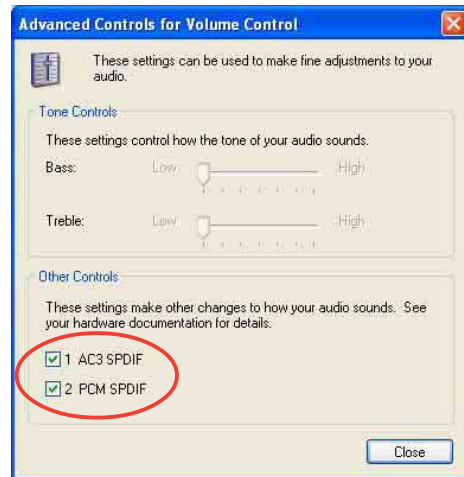 Advanced Controls for Volume Control
These settings can be used to make fine adjustments to your
audio.
Tone Controls
These settings control how the tone of your audio sounds.
Bass: Low High
Treble: Low High
Other Controls
These settings make other changes to how your audio sounds. See
your hardware documentation for details.
1 AC3 SPDIF
2 PCM SPDIF
Close